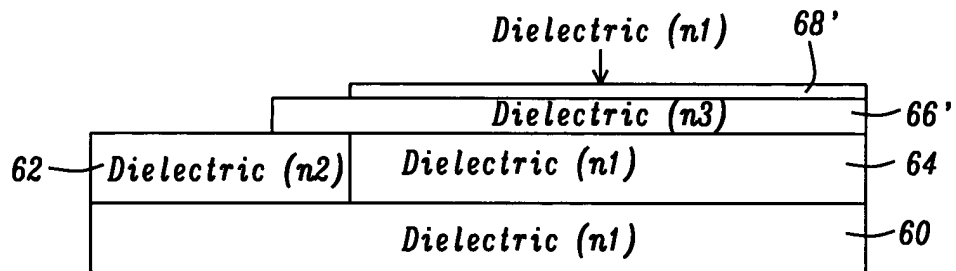 Dielectric (n1) 68'
Dielectric (n3) 66'
62 Dielectric (n2) Dielectric (n1) 64
Dielectric (n1) 60